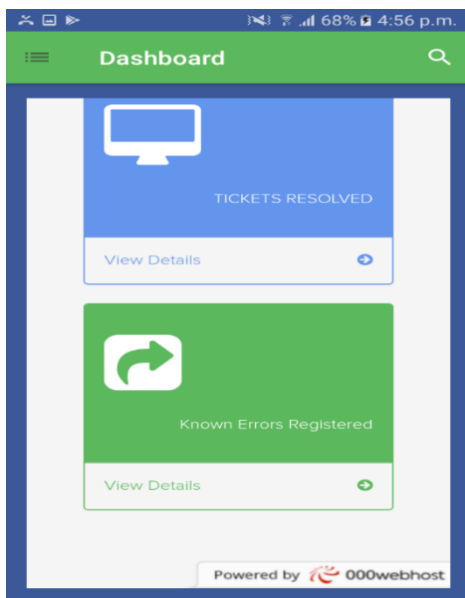 68% 4:56 p.m.
Dashboard
TICKETS RESOLVED
View Details
Known Errors Registered
View Details
Powered by 000webhost